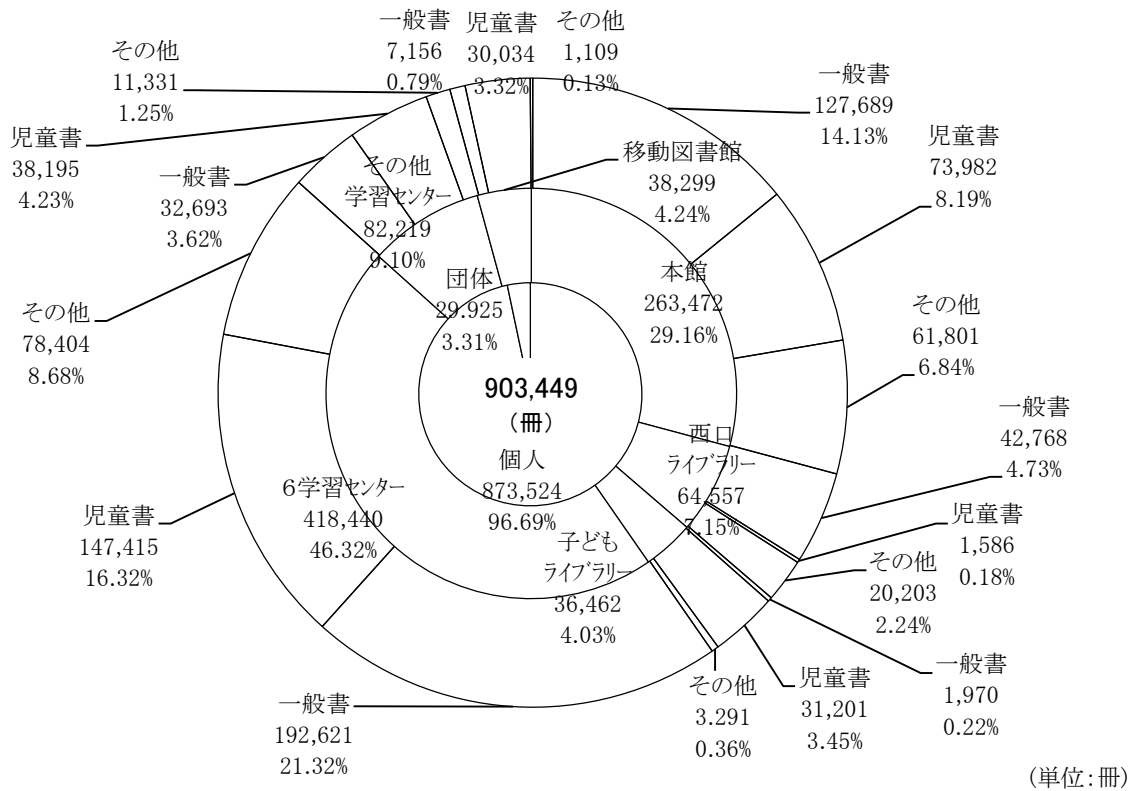 一般書
7,156
0.79%
児童書
30,034
3.32%
その他
1,109
0.13%
その他
11,331
1.25%
児童書
38,195
4.23%
一般書
32,693
3.62%
その他
78,404
8.68%
児童書
147,415
16.32%
一般書
192,621
21.32%
一般書
127,689
14.13%
児童書
73,982
8.19%
その他
61,801
6.84%
一般書
42,768
4.73%
児童書
1,586
0.18%
その他
20,203
2.24%
一般書
1,970
0.22%
児童書
31,201
3.45%
その他
3.291
0.36%
移動図書館
38,299
4.24%
その他
学習センター
82,219
9.10%
本館
263,472
29.16%
西口
ライブラリー
64,557
7.15%
子ども
ライブラリー
36,462
4.03%
6学習センター
418,440
46.32%
団体
29.925
3.31%
903,449
(冊)
個人
873,524
96.69%
(単位:冊)